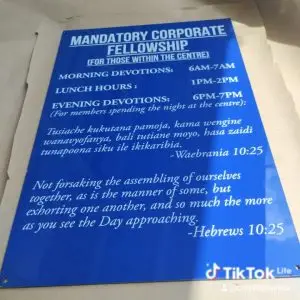 MANDATORY CORPORATE
FELLOWSHIP
(FOR THOSE WITHIN THE CENTRE)
MORNING DEVOTIONS: 6AM-7AM
LUNCH HOURS : 1PM-2PM
EVENING DEVOTIONS: 6PM-7PM
(For members spending the night at the centre):
Tusiache kukutana pamoja, kama wengine
wanavyofanya, bali tutiane moyo, hasa zaidi
tunapoona siku ile ikikaribia.
-Waebrania 10:25
Not forsaking the assembling of ourselves
together, as is the manner of some, but
exhorting one another, and so much the more
as you see the Day approaching.
-Hebrews 10:25
TikTok Lite